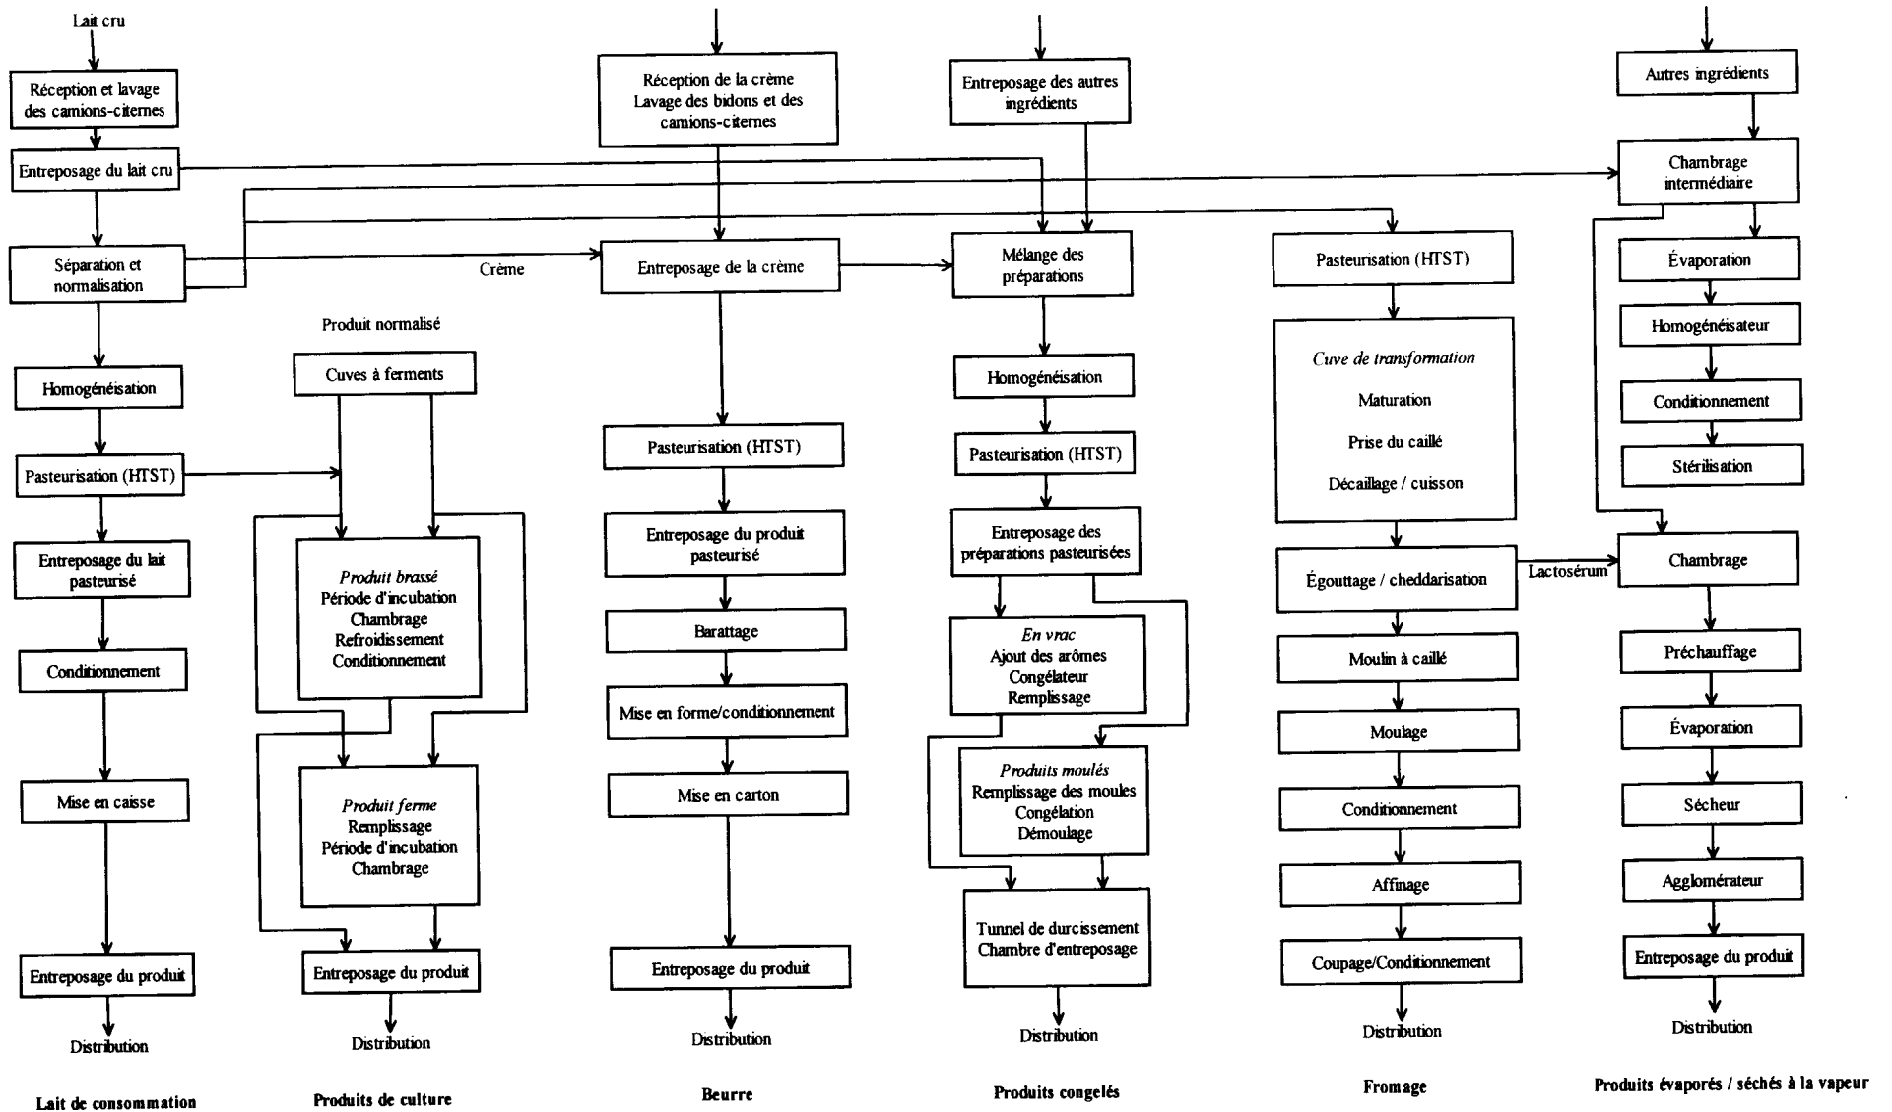 Lait cru
Réception et lavage
des camions-citernes
Entreposage du lait cru
Séparation et
normalisation
Homogénéisation
Pasteurisation (HTST)
Entreposage du lait
pasteurisé
Conditionnement
Mise en caisse
Entreposage du produit
Distribution
Lait de consommation
Produit normalisé
Cuves à ferments
Produit brassé
Période d'incubation
Chambrage
Refroidissement
Conditionnement
Produit ferme
Remplissage
Période d'incubation
Chambrage
Entreposage du produit
Distribution
Produits de culture
Réception de la crème
Lavage des bidons et des
camions-citernes
Crème
Entreposage de la crème
Pasteurisation (HTST)
Entreposage du produit
pasteurisé
Barattage
Mise en forme/conditionnement
Mise en carton
Entreposage du produit
Distribution
Beurre
Entreposage des autres
ingrédients
Mélange des
préparations
Homogénéisation
Pasteurisation (HTST)
Entreposage des
préparations pasteurisées
En vrac
Ajout des arômes
Congélateur
Remplissage
Produits moulés
Remplissage des moules
Congélation
Démoulage
Tunnel de durcissement
Chambre d'entreposage
Distribution
Produits congelés
Pasteurisation (HTST)
Cuve de transformation
Maturation
Prise du caillé
Décaillage / cuisson
Égouttage / cheddarisation
Lactosérum
Moulin à caillé
Moulage
Conditionnement
Affinage
Coupage/Conditionnement
Distribution
Fromage
Autres ingrédients
Chambrage
intermédiaire
Évaporation
Homogénéisateur
Conditionnement
Stérilisation
Chambrage
Préchauffage
Évaporation
Sécheur
Agglomérateur
Entreposage du produit
Distribution
Produits évaporés / séchés à la vapeur